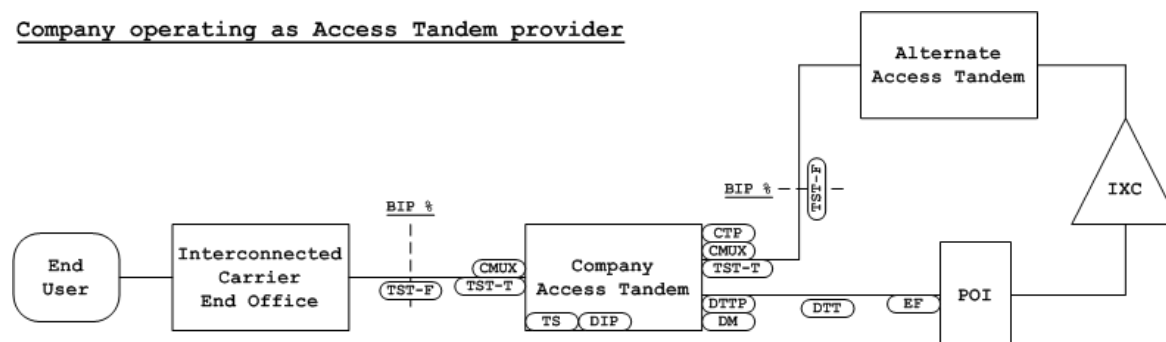 Company operating as Access Tandem provider
Alternate
Access Tandem
BIP %
TST-F
IXC
BIP %
CTP
CMUX
TST-T
End
User
Interconnected
Carrier
End Office
TST-F
CMUX
TST-T
Company
Access Tandem
TS
DIP
DTTP
DM
DTT
EF
POI